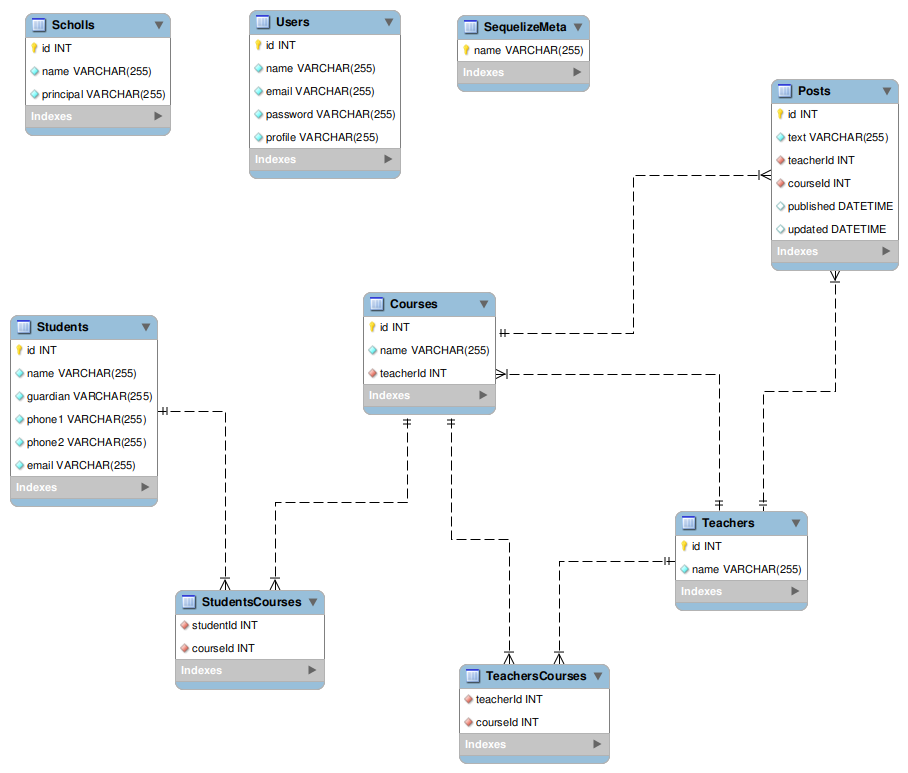 Scholls
id INT
name VARCHAR(255)
principal VARCHAR(255)
Indexes
Users
id INT
name VARCHAR(255)
email VARCHAR(255)
password VARCHAR(255)
profile VARCHAR(255)
Indexes
SequelizeMeta
name VARCHAR(255)
Indexes
Posts
id INT
text VARCHAR(255)
teacherId INT
courseId INT
published DATETIME
updated DATETIME
Indexes
Students
id INT
name VARCHAR(255)
guardian VARCHAR(255)
phone1 VARCHAR(255)
phone2 VARCHAR(255)
email VARCHAR(255)
Indexes
Courses
id INT
name VARCHAR(255)
teacherId INT
Indexes
Teachers
id INT
name VARCHAR(255)
Indexes
StudentsCourses
studentId INT
courseId INT
Indexes
TeachersCourses
teacherId INT
courseId INT
Indexes